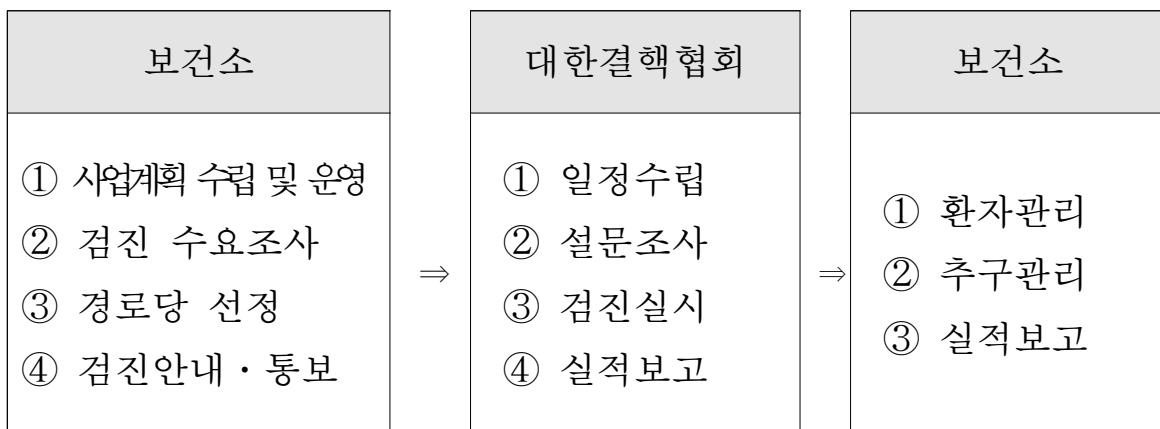 보건소
① 사업계획 수립 및 운영
② 검진 수요조사
③ 경로당 선정
④ 검진안내·통보
⇒
대한결핵협회
① 일정수립
② 설문조사
③ 검진실시
④ 실적보고
⇒
보건소
① 환자관리
② 추구관리
③ 실적보고